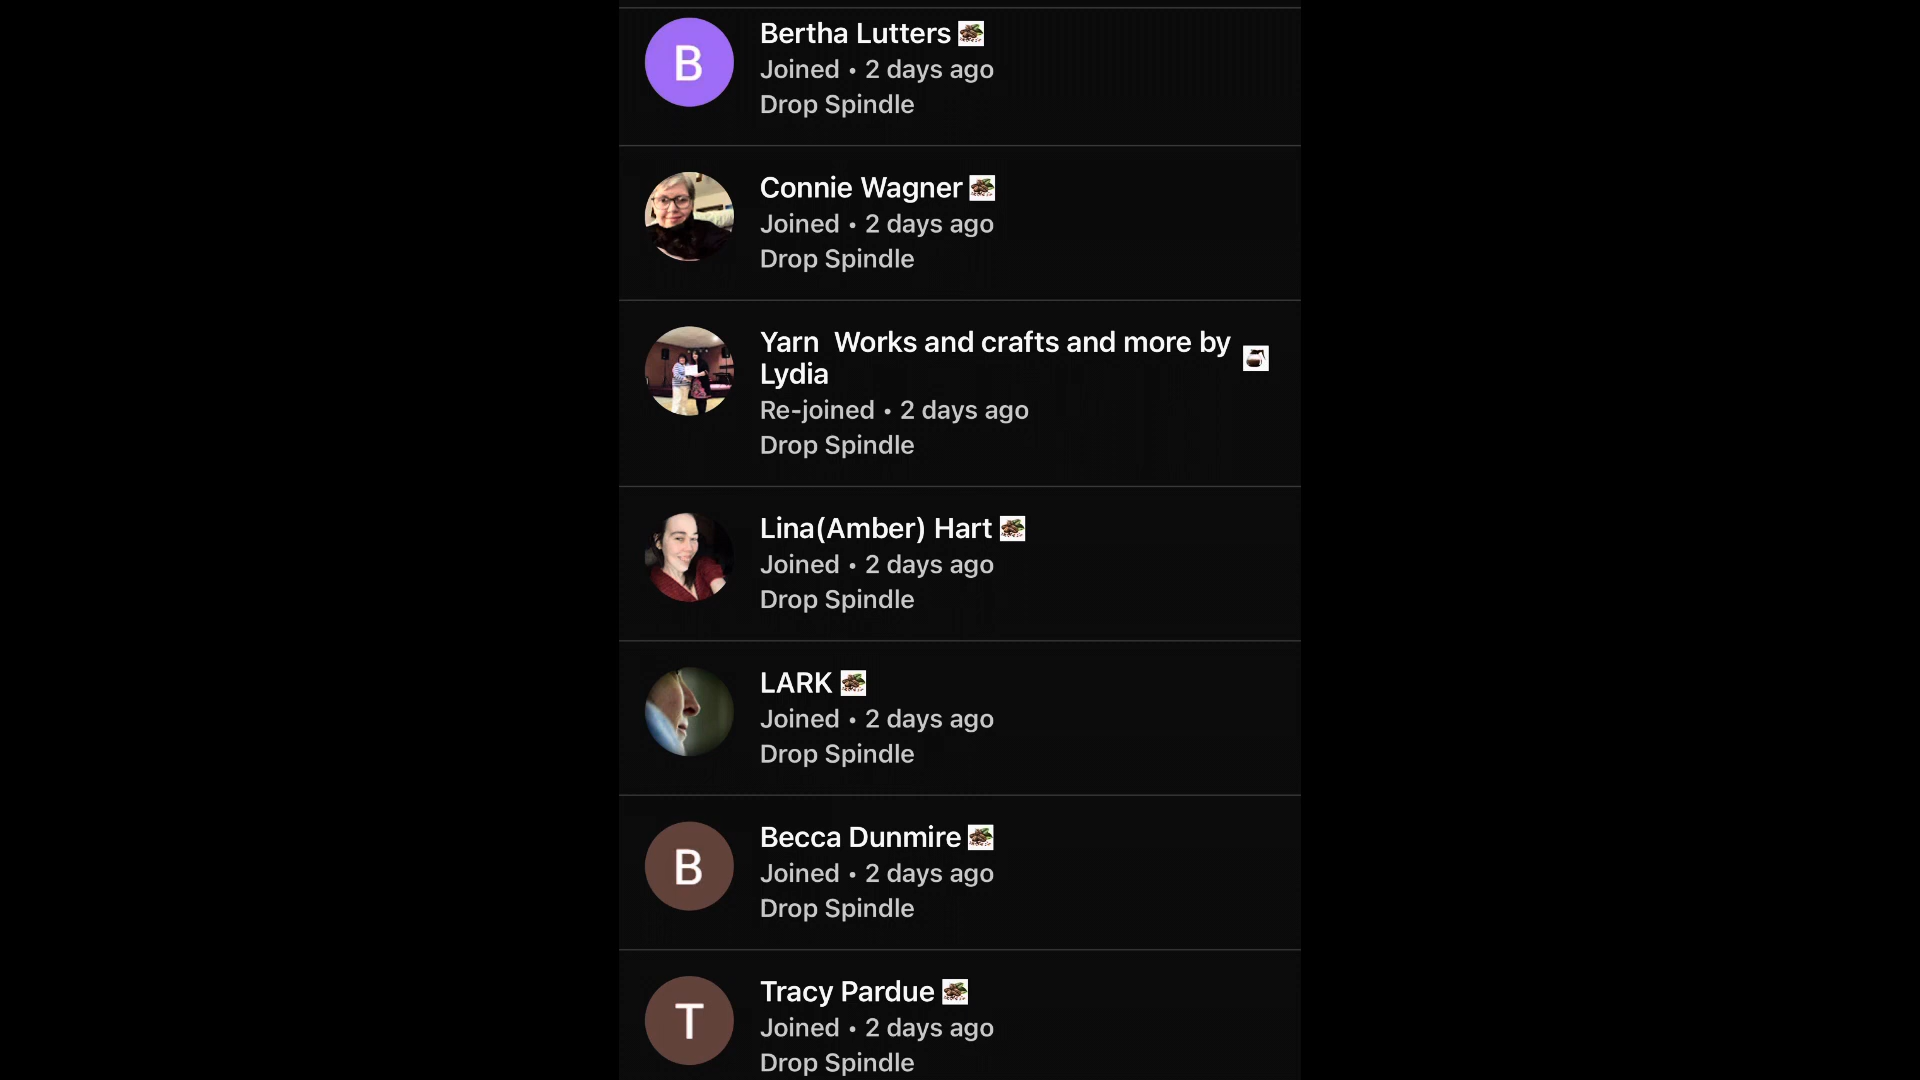 B
Bertha Lutters
Joined • 2 days ago
Drop Spindle
Connie Wagner
Joined • 2 days ago
Drop Spindle
Yarn  Works and crafts and more by
Lydia
Re-joined • 2 days ago
Drop Spindle
Lina(Amber) Hart
Joined • 2 days ago
Drop Spindle
LARK
Joined • 2 days ago
Drop Spindle
B
Becca Dunmire
Joined • 2 days ago
Drop Spindle
T
Tracy Pardue
Joined • 2 days ago
Drop Spindle